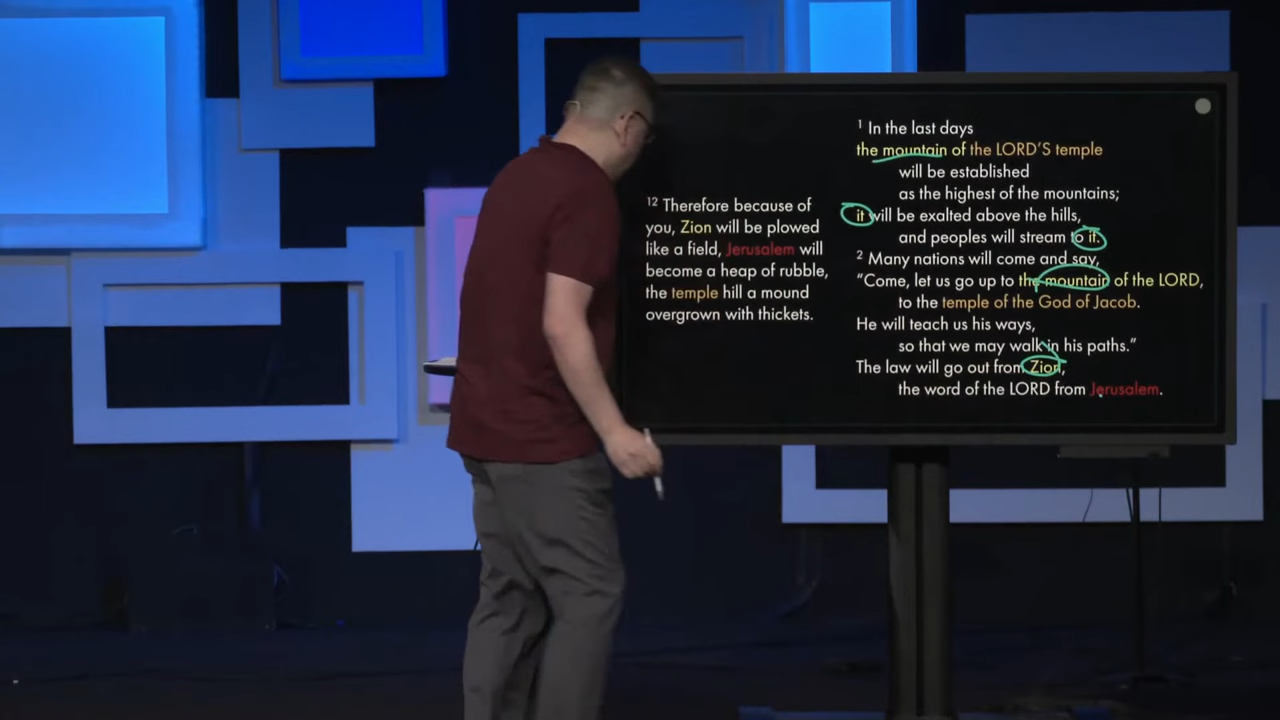 12 Therefore because of
you, Zion will be plowed
like a field, Jerusalem will
become a heap of rubble,
the temple hill a mound
overgrown with thickets.
1 In the last days
the mountain of the LORD'S temple
will be established
as the highest of the mountains;
it will be exalted above the hills,
and peoples will stream to it.
2 Many nations will come and say,
“Come, let us go up to the mountain of the LORD,
to the temple of the God of Jacob.
He will teach us his ways,
so that we may walk in his paths.”
The law will go out from Zion,
the word of the LORD from Jerusalem.